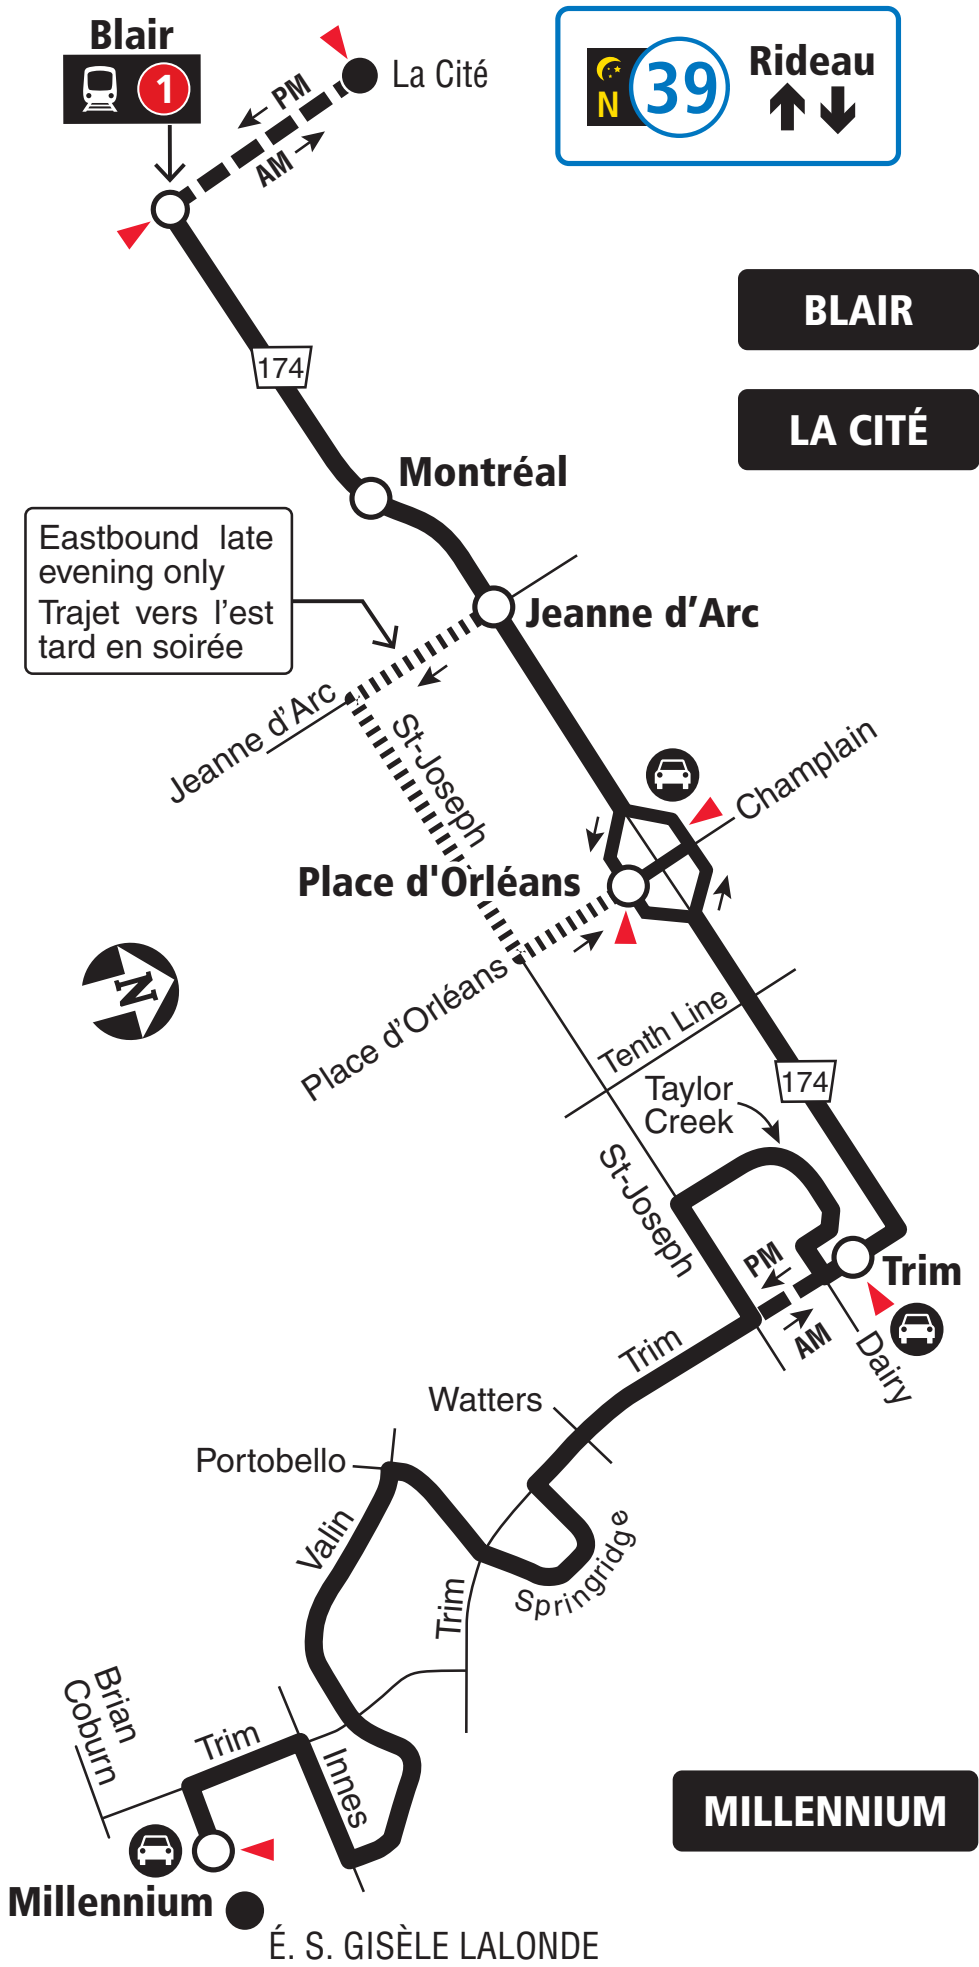 Blair
1
La Cité
PM
AM
N
39
Rideau
BLAIR
LA CITÉ
174
Montréal
Eastbound late
evening only
Trajet vers l'est
tard en soirée
Jeanne d'Arc
Jeanne d'Arc
St-Joseph
Champlain
Place d'Orléans
N
Place d'Orléans
Tenth Line
174
Taylor
Creek
St-Joseph
PM
AM
Trim
Dairy
Trim
Watters
Portobello
Valin
Springridge
Trim
Brian
Coburn
Trim
Innes
MILLENNIUM
Millennium
É. S. GISÈLE LALONDE